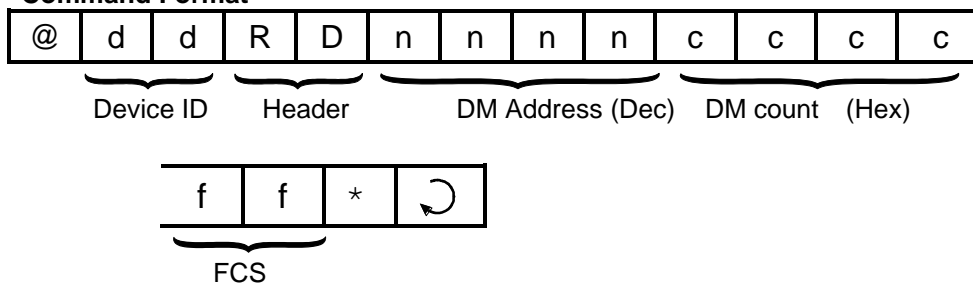 Command Format
@ d d R D n n n n c c c c
Device ID Header DM Address (Dec) DM count (Hex)
f f *
FCS